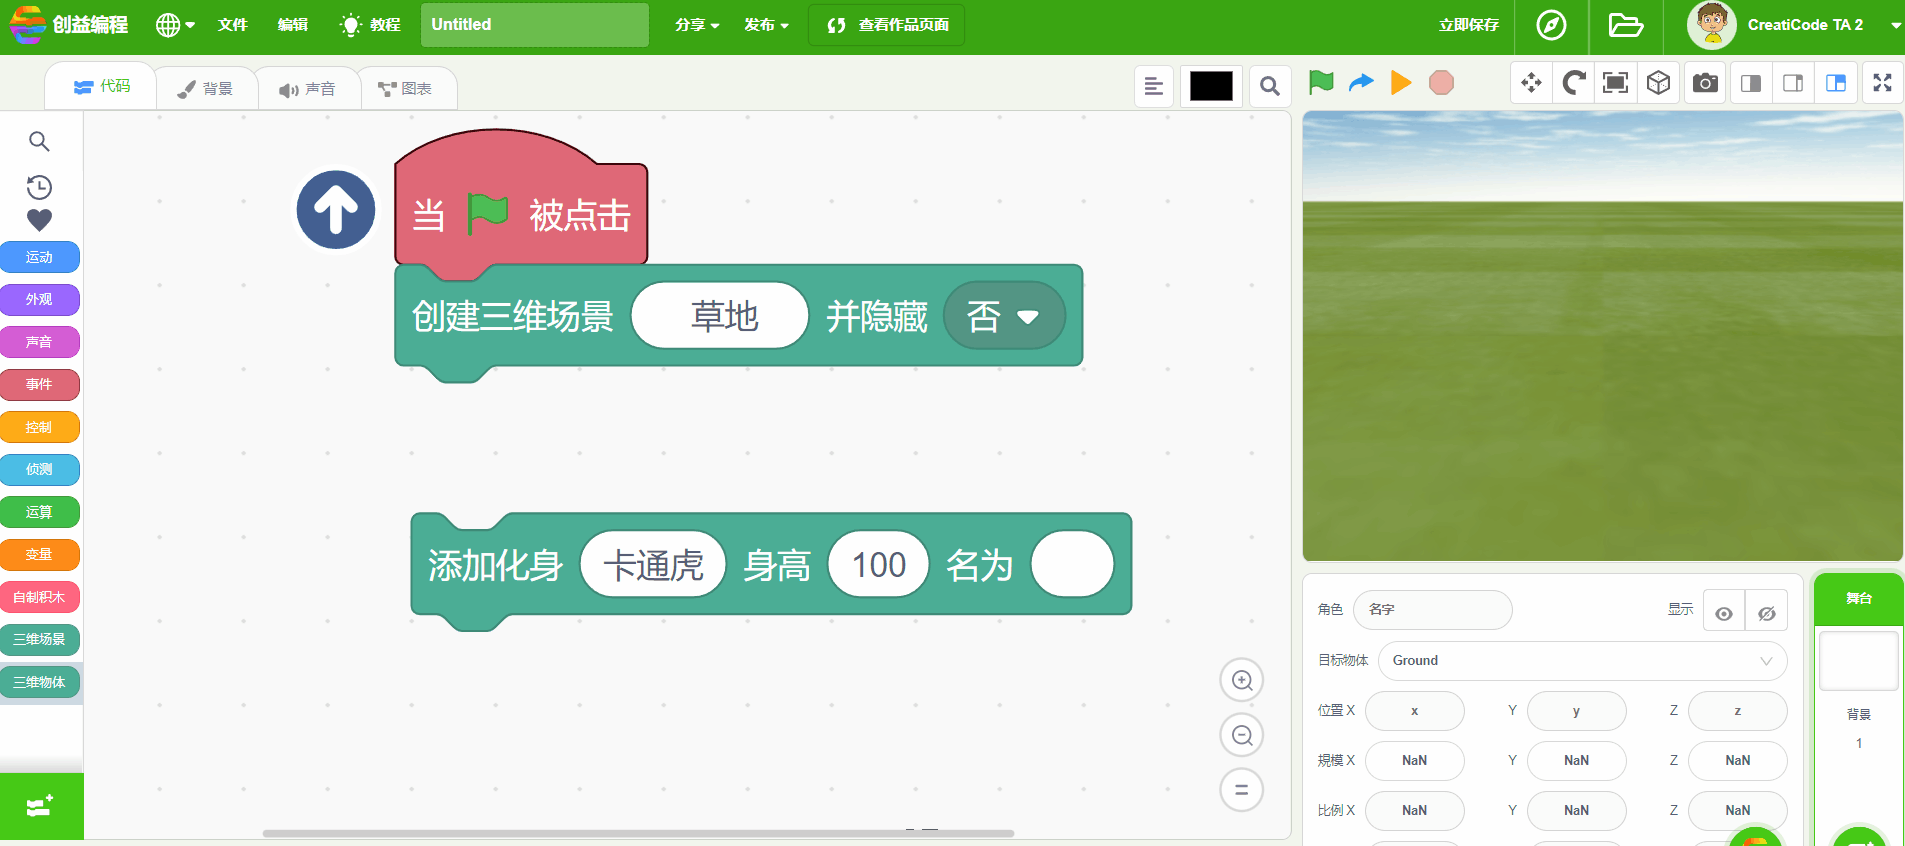 创益编程 文件 编辑 教程 Untitled 分享 发布 查看作品页面 立即保存 CreatiCode TA 2
代码 背景 声音 图表
运动
外观
声音
事件
控制
侦测
运算
变量
自制积木
三维场景
三维物体
当 被点击
创建三维场景 草地 并隐藏 否
添加化身 卡通虎 身高 100 名为
角色 名字 显示
目标物体 Ground
位置 X x Y y Z z
规模 X NaN Y NaN Z NaN
比例 X NaN Y NaN Z NaN
舞台
背景
1